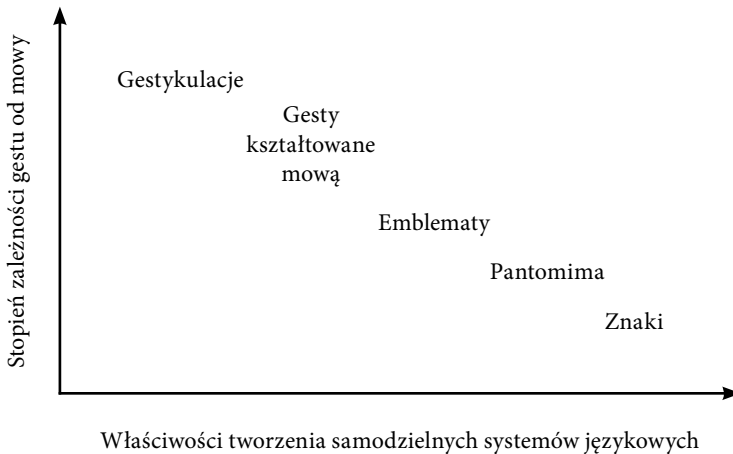 Stopień zależności gestu od mowy
Gestykulacje
Gesty
kształtowane
mową
Emblematy
Pantomima
Znaki
Właściwości tworzenia samodzielnych systemów językowych